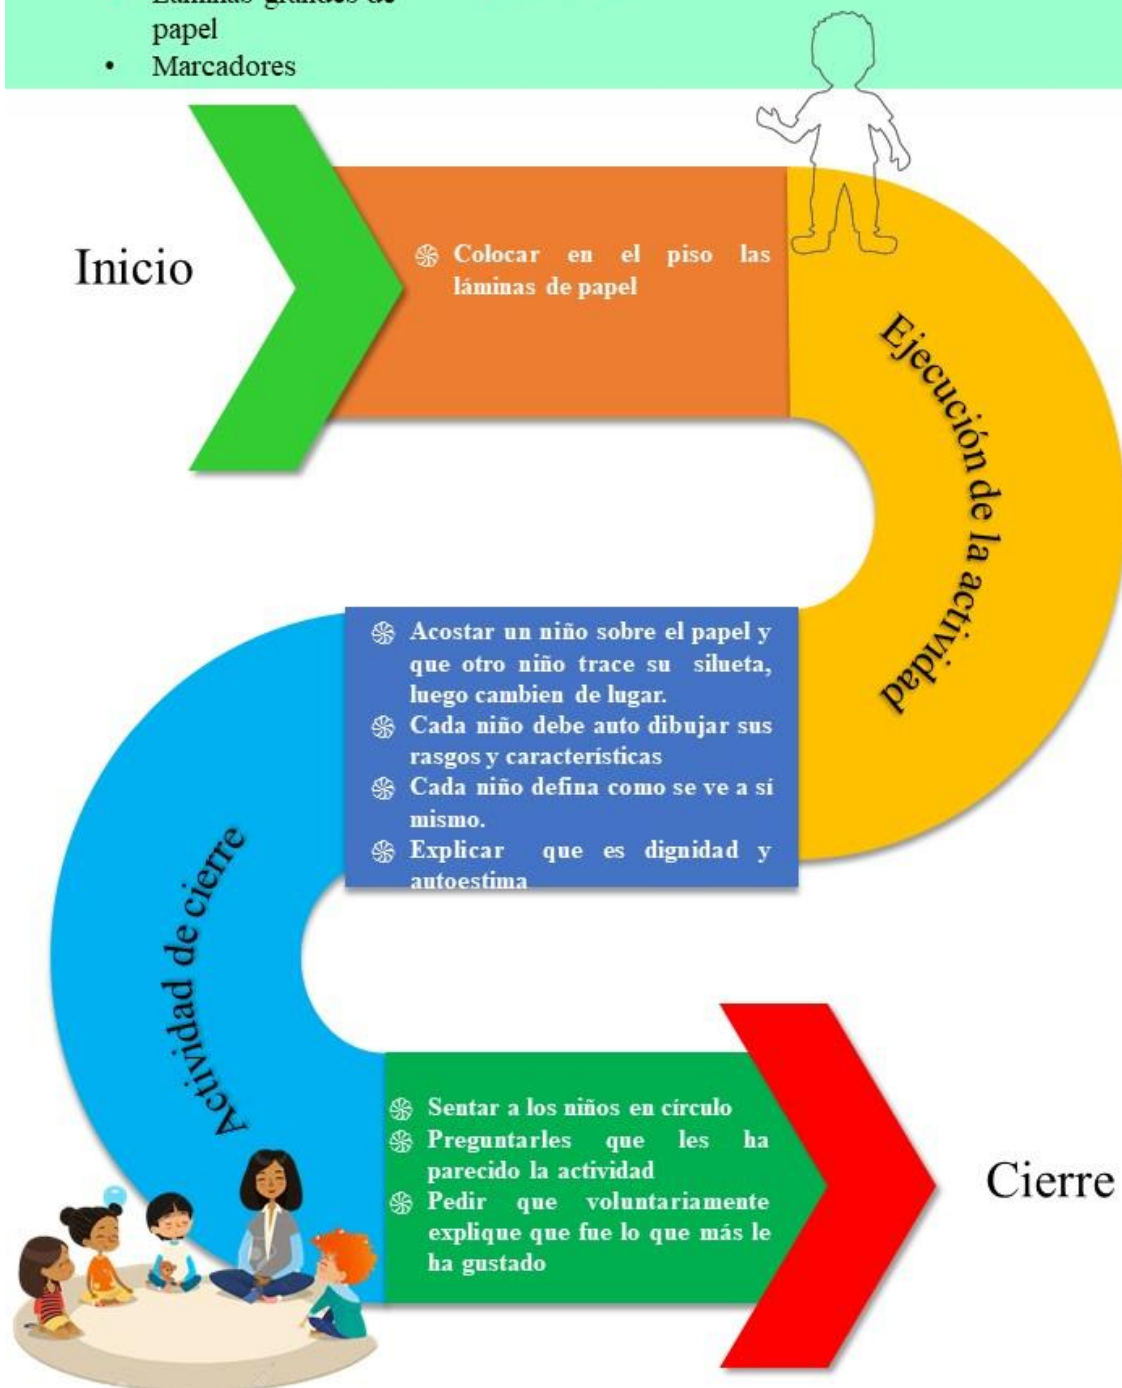 Láminas grandes de
papel
• Marcadores
Inicio
֍ Colocar en el piso las
láminas de papel
Ejecución de la actividad
֍ Acostar un niño sobre el papel y
que otro niño trace su silueta,
luego cambien de lugar.
֍ Cada niño debe auto dibujar sus
rasgos y características
֍ Cada niño defina como se ve a sí
mismo.
֍ Explicar que es dignidad y
autoestima
Actividad de cierre
֍ Sentar a los niños en círculo
֍ Preguntarles que les ha
parecido la actividad
֍ Pedir que voluntariamente
explique que fue lo que más le
ha gustado
Cierre